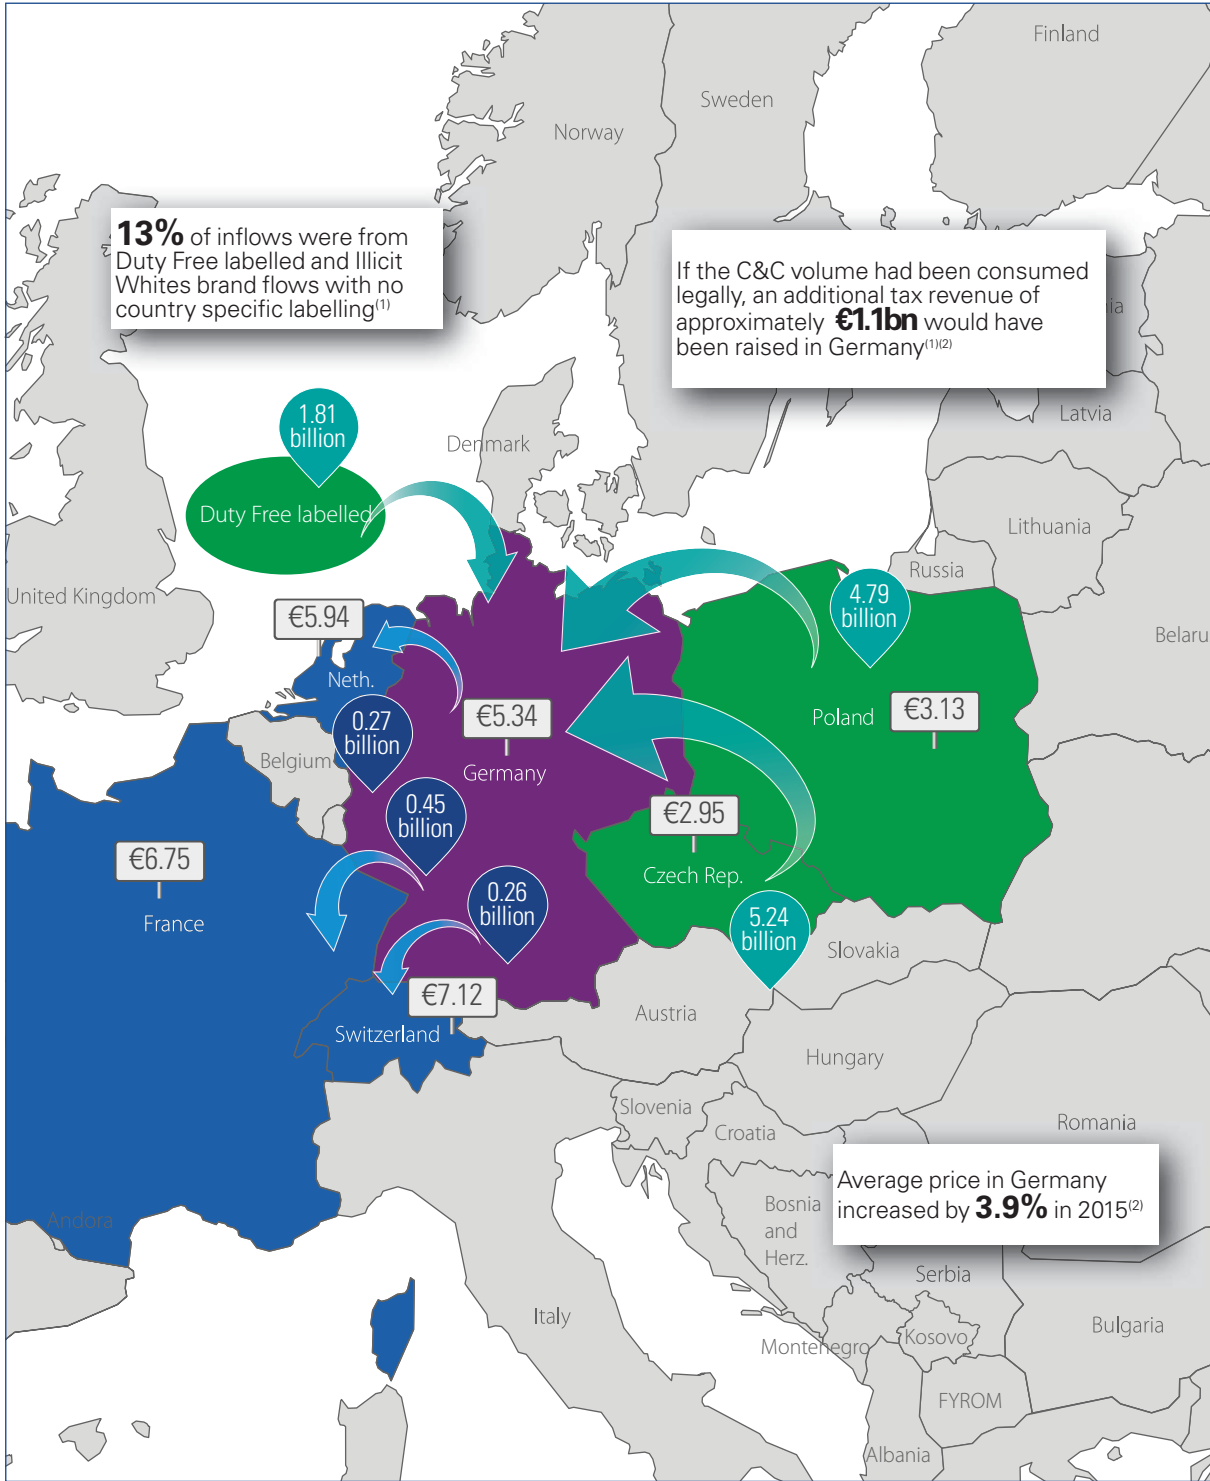 Finland
Sweden
Norway
13% of inflows were from
Duty Free labelled and Illicit
Whites brand flows with no
country specific labelling(1)
If the C&C volume had been consumed
legally, an additional tax revenue of
approximately €1.1bn would have
been raised in Germany(1)(2)
ia
Latvia
1.81
billion
Denmark
Duty Free labelled
Lithuania
Russia
United Kingdom
4.79
billion
€5.94
Belaru
Neth.
€5.34
Poland
€3.13
0.27
billion
Belgium
Germany
0.45
billion
€2.95
€6.75
Czech Rep.
0.26
billion
France
5.24
billion
Slovakia
€7.12
Austria
Switzerland
Hungary
Slovenia
Croatia
Romania
Average price in Germany
increased by 3.9% in 2015(2)
Bosnia
and
Herz.
Andora
Serbia
Italy
Bulgaria
Kosovo
Montenegro
FYROM
Albania